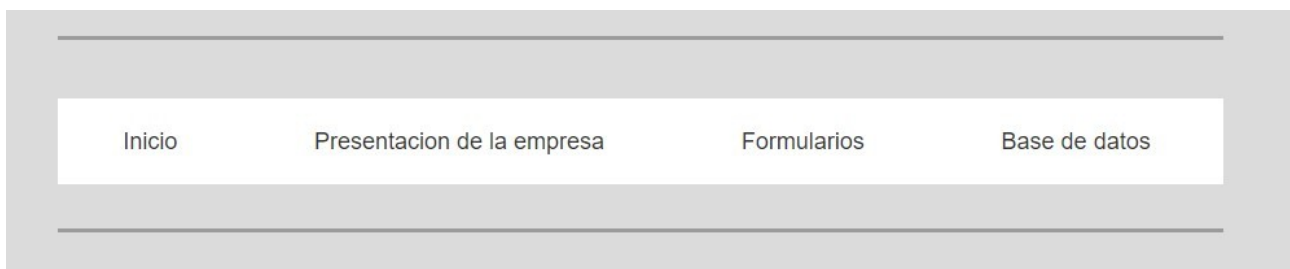 Inicio Presentacion de la empresa Formularios Base de datos